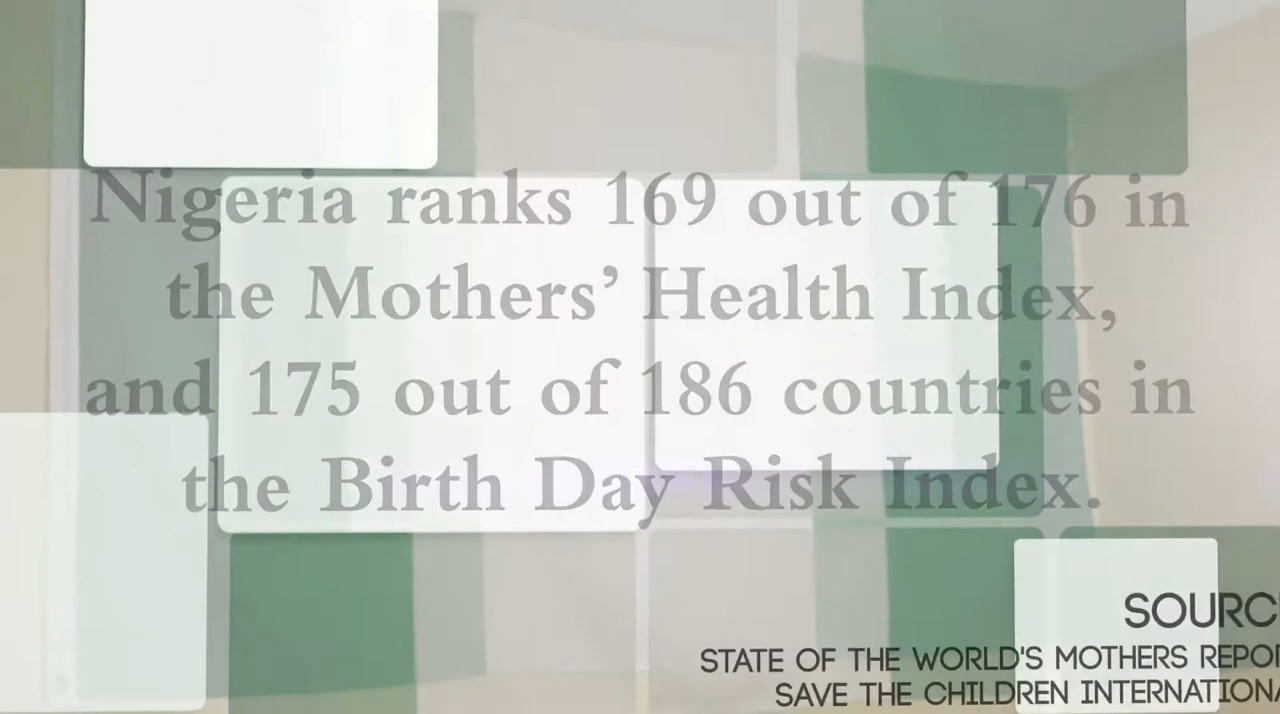 Nigeria ranks 169 out of 176 in
the Mothers’ Health Index,
and 175 out of 186 countries in
the Birth Day Risk Index.
SOURC
STATE OF THE WORLD'S MOTHERS REPO
SAVE THE CHILDREN INTERNATIONA